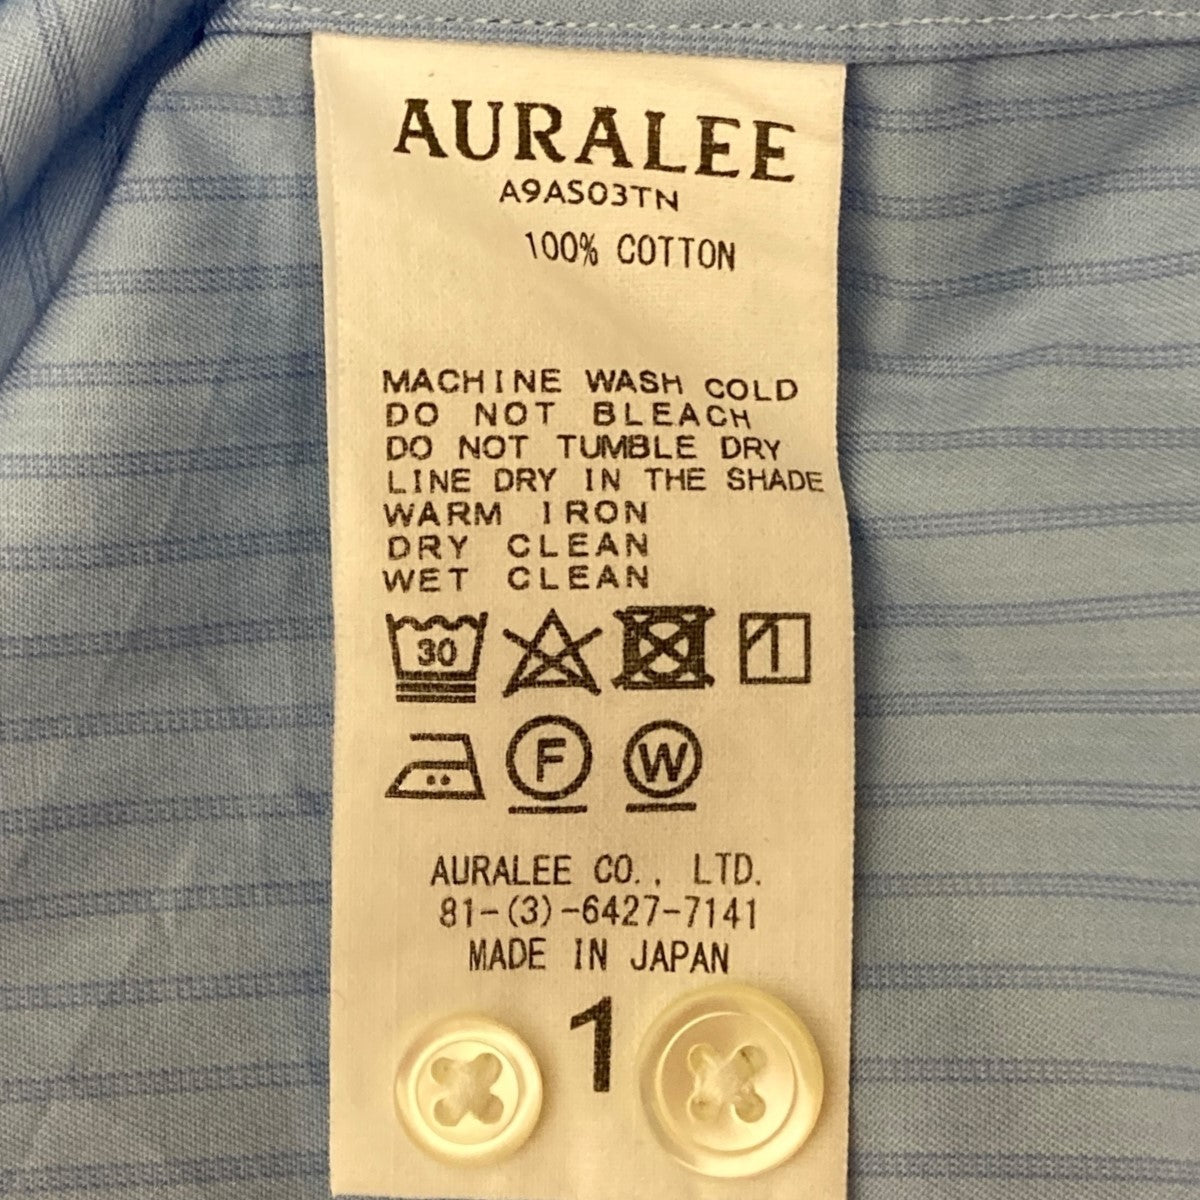 AURALEE
A9AS03TN
100% COTTON
MACHINE WASH COLD
DO NOT BLEACH
DO NOT TUMBLE DRY
LINE DRY IN THE SHADE
WARM IRON
DRY CLEAN
WET CLEAN
30
F W
AURALEE CO., LTD.
81-(3)-6427-7141
MADE IN JAPAN
1